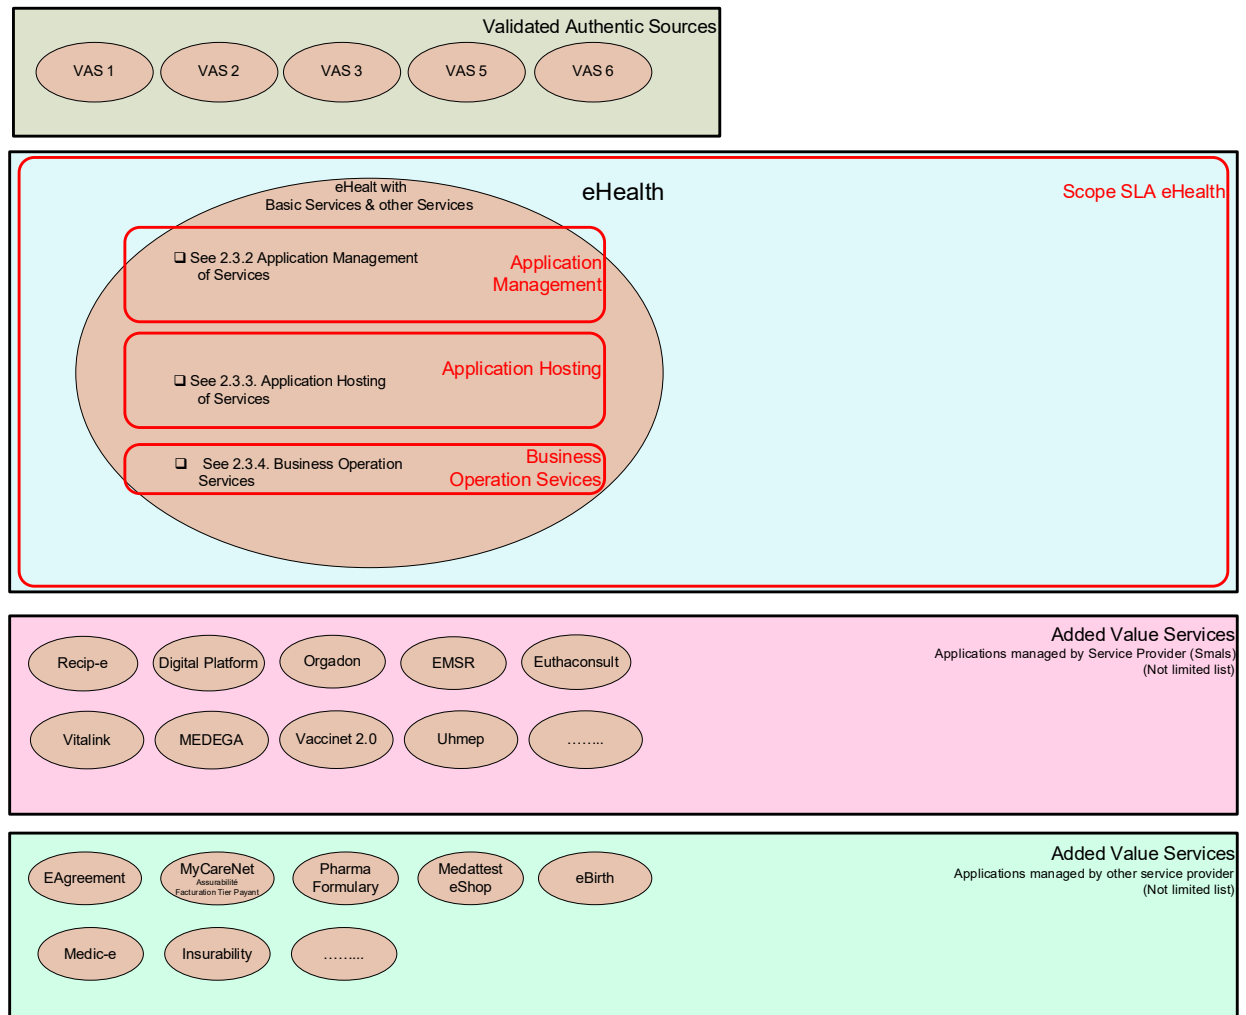 Validated Authentic Sources
VAS 1
VAS 2
VAS 3
VAS 5
VAS 6
eHealt with
Basic Services & other Services
eHealth
Scope SLA eHealth
❑ See 2.3.2 Application Management
of Services
Application
Management
❑ See 2.3.3. Application Hosting
of Services
Application Hosting
❑ See 2.3.4. Business Operation
Services
Business
Operation Sevices
Added Value Services
Applications managed by Service Provider (Smals)
(Not limited list)
Recip-e
Digital Platform
Orgadon
EMSR
Euthaconsult
Vitalink
MEDEGA
Vaccinet 2.0
Uhmep
……..
Added Value Services
Applications managed by other service provider
(Not limited list)
EAgreement
MyCareNet
Assurabilité
Facturation Tier Payant
Pharma
Formulary
Medattest
eShop
eBirth
Medic-e
Insurability
……...